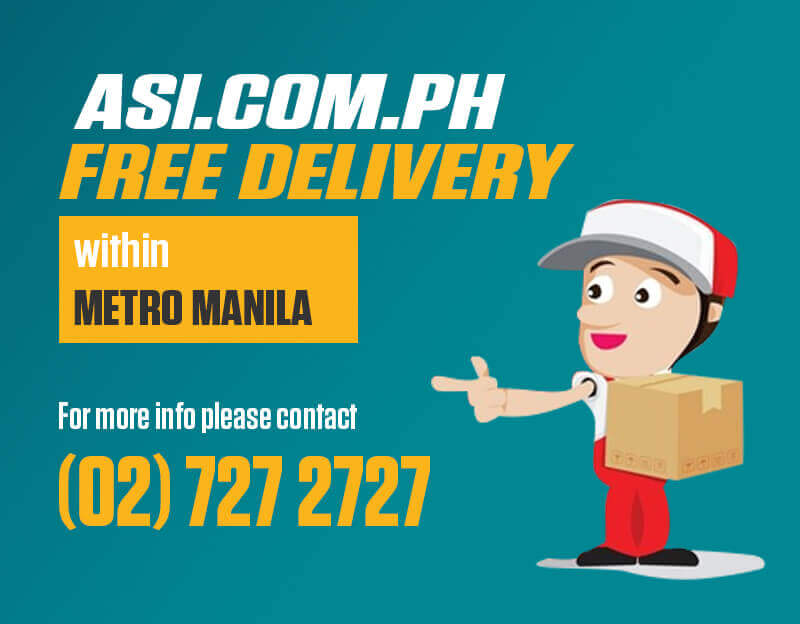 ASI.COM.PH
FREE DELIVERY
within
METRO MANILA
For more info please contact
(02) 727 2727